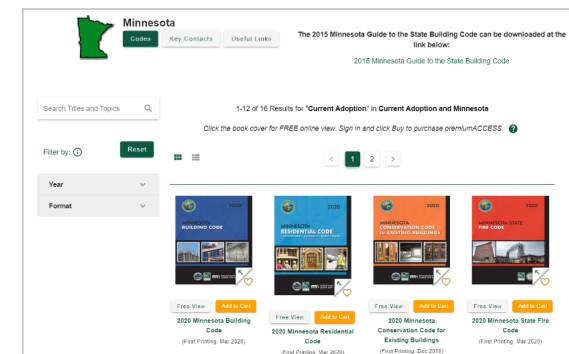 Minnesota
Codes Key Contacts Useful Links
The 2015 Minnesota Guide to the State Building Code can be downloaded at the
link below:
2015 Minnesota Guide to the State Building Code
Search Titles and Topics
1-12 of 16 Results for "Current Adoption" in Current Adoption and Minnesota
Click the book cover for FREE online view. Sign in and click Buy to purchase premiumACCESS.
Filter by:
Reset
1 2
Year
Format
2020
MINNESOTA
BUILDING CODE
2020
MINNESOTA
RESIDENTIAL CODE
2020
MINNESOTA
CONSERVATION CODE
for EXISTING BUILDINGS
2020
MINNESOTA STATE
FIRE CODE
Free View Add to Cart
2020 Minnesota Building
Code
(First Printing: Mar 2020)
Free View Add to Cart
2020 Minnesota Residential
Code
(First Printing: Mar 2020)
Free View Add to Cart
2020 Minnesota
Conservation Code for
Existing Buildings
(First Printing: Dec 2019)
Free View Add to Cart
2020 Minnesota State Fire
Code
(First Printing: Mar 2020)